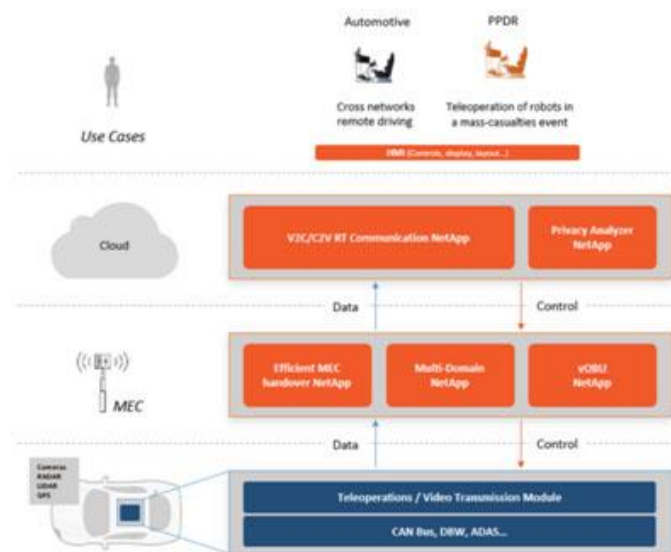 Automotive
PPDR
Cross networks
remote driving
Teleoperation of robots in
a mass-casualties event
Use Cases
HMI (Controls, display, layout...)
Cloud
V2C/C2V RT Communication NetApp
Privacy Analyzer
NetApp
Data
Control
MEC
Efficient MEC
handover NetApp
Multi-Domain
NetApp
vOBU
NetApp
Data
Control
Cameras
RADAR
LIDAR
GPS
Teleoperations / Video Transmission Module
CAN Bus, DBW, ADAS...